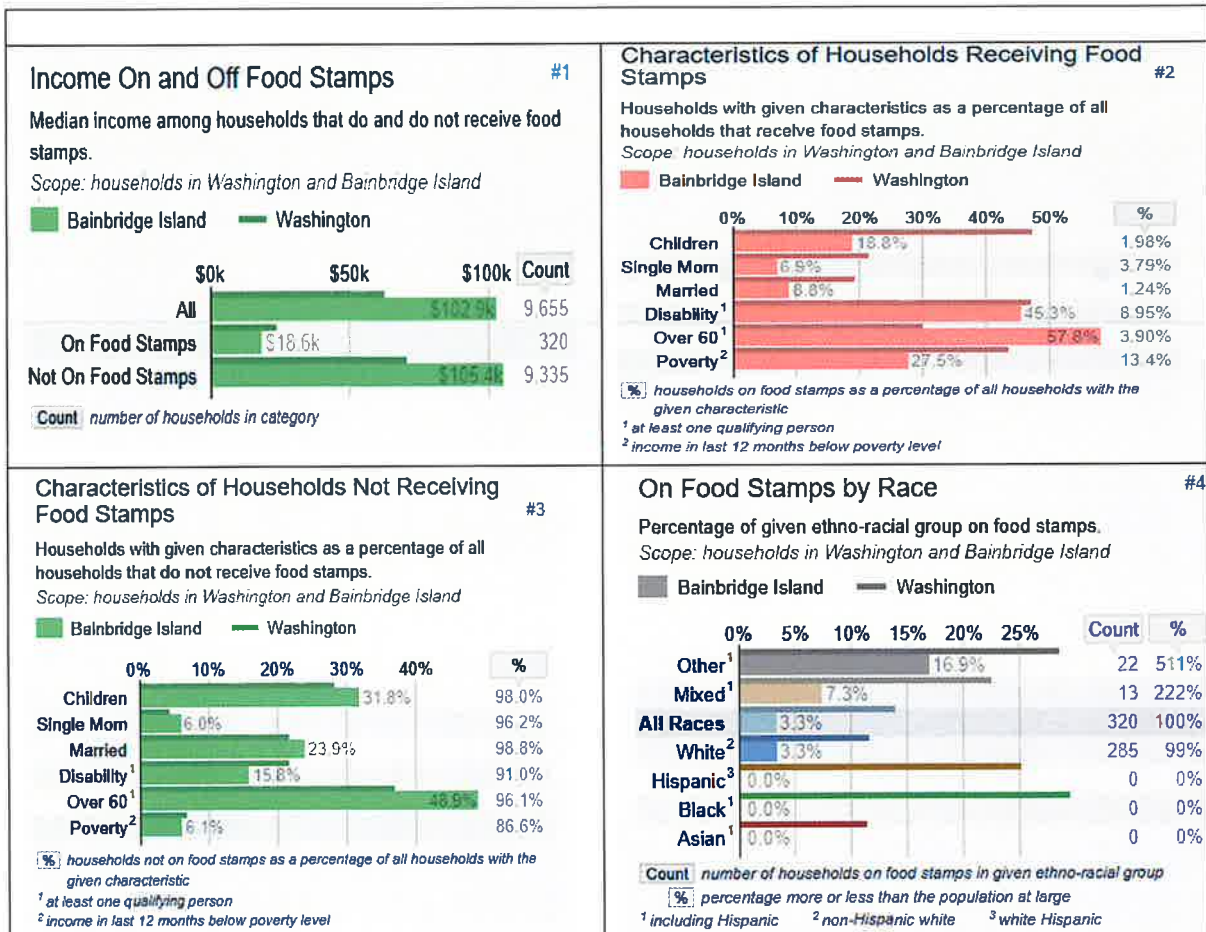 Income On and Off Food Stamps #1
Median income among households that do and do not receive food
stamps.
Scope: households in Washington and Bainbridge Island
Bainbridge Island Washington
$0k $50k $100k Count
All $102.9k 9,655
On Food Stamps $18.6k 320
Not On Food Stamps $105.4k 9,335
Count number of households in category
Characteristics of Households Receiving Food
Stamps #2
Households with given characteristics as a percentage of all
households that receive food stamps.
Scope: households in Washington and Bainbridge Island
Bainbridge Island Washington
0% 10% 20% 30% 40% 50% %
Children 18.8% 1.98%
Single Mom 6.9% 3.79%
Married 8.8% 1.24%
Disability¹ 45.3% 8.95%
Over 60¹ 57.8% 3.90%
Poverty² 27.5% 13.4%
% households on food stamps as a percentage of all households with the
given characteristic
¹ at least one qualifying person
² income in last 12 months below poverty level
Characteristics of Households Not Receiving
Food Stamps #3
Households with given characteristics as a percentage of all
households that do not receive food stamps.
Scope: households in Washington and Bainbridge Island
Bainbridge Island Washington
0% 10% 20% 30% 40% %
Children 31.8% 98.0%
Single Mom 6.0% 96.2%
Married 23.9% 98.8%
Disability¹ 15.8% 91.0%
Over 60¹ 48.9% 96.1%
Poverty² 6.1% 86.6%
% households not on food stamps as a percentage of all households with the
given characteristic
¹ at least one qualifying person
² income in last 12 months below poverty level
On Food Stamps by Race #4
Percentage of given ethno-racial group on food stamps.
Scope: households in Washington and Bainbridge Island
Bainbridge Island Washington
0% 5% 10% 15% 20% 25% Count %
Other¹ 16.9% 22 511%
Mixed¹ 7.3% 13 222%
All Races 3.3% 320 100%
White² 3.3% 285 99%
Hispanic³ 0.0% 0 0%
Black¹ 0.0% 0 0%
Asian¹ 0.0% 0 0%
Count number of households on food stamps in given ethno-racial group
% percentage more or less than the population at large
¹ including Hispanic ² non-Hispanic white ³ white Hispanic